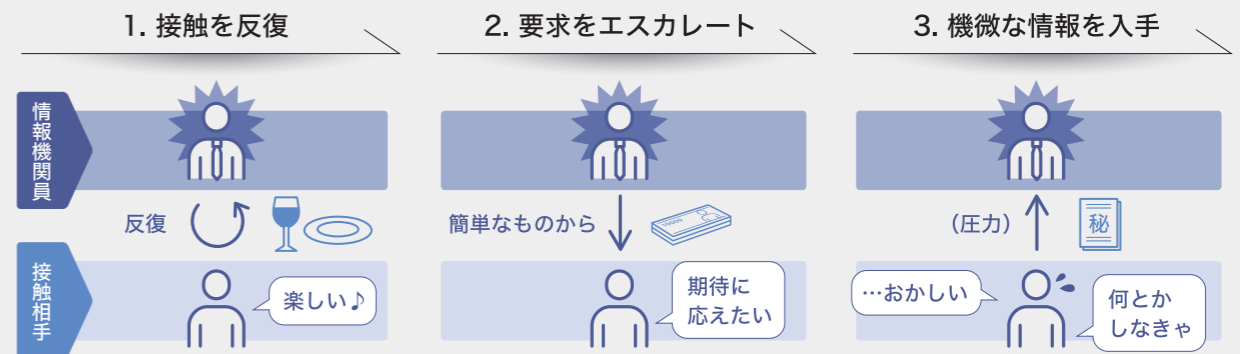 1. 接触を反復
2. 要求をエスカレート
3. 機微な情報を入手
情報機関員
反復
簡単なものから
10000
（圧力）
秘
接触相手
楽しい♪
期待に
応えたい
…おかしい
何とか
しなきゃ